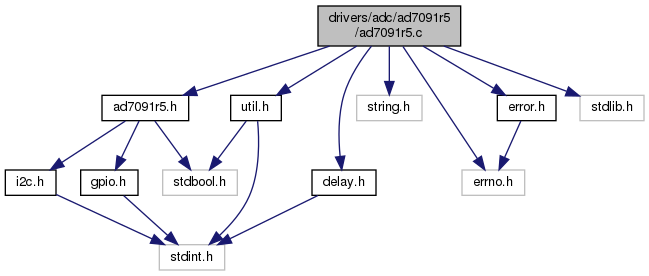 drivers/adc/ad7091r5
/ad7091r5.c
ad7091r5.h
util.h
string.h
error.h
stdlib.h
i2c.h
gpio.h
stdbool.h
delay.h
errno.h
stdint.h